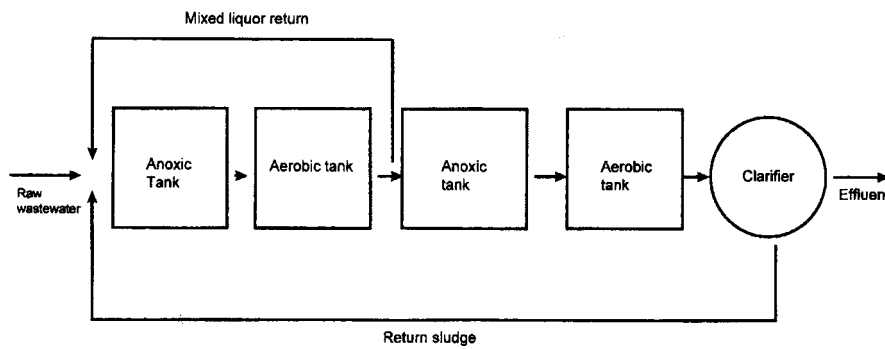 Mixed liquor return
Anoxic
Tank
Aerobic tank
Anoxic
tank
Aerobic
tank
Clarifier
Raw
wastewater
Effluen
Return sludge